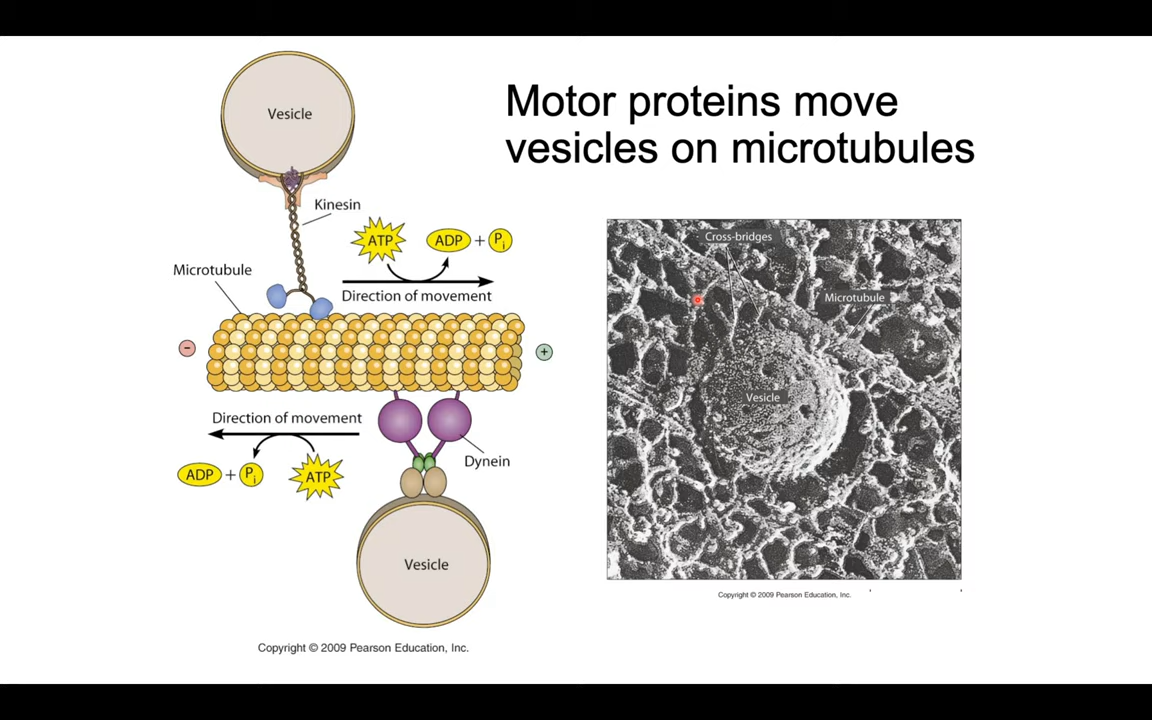 Motor proteins move
vesicles on microtubules
Vesicle
Kinesin
ATP
ADP + Pi
Direction of movement
Microtubule
-
+
Direction of movement
ADP + Pi
ATP
Dynein
Vesicle
Copyright © 2009 Pearson Education, Inc.
Cross-bridges
Microtubule
Vesicle
Copyright © 2009 Pearson Education, Inc.